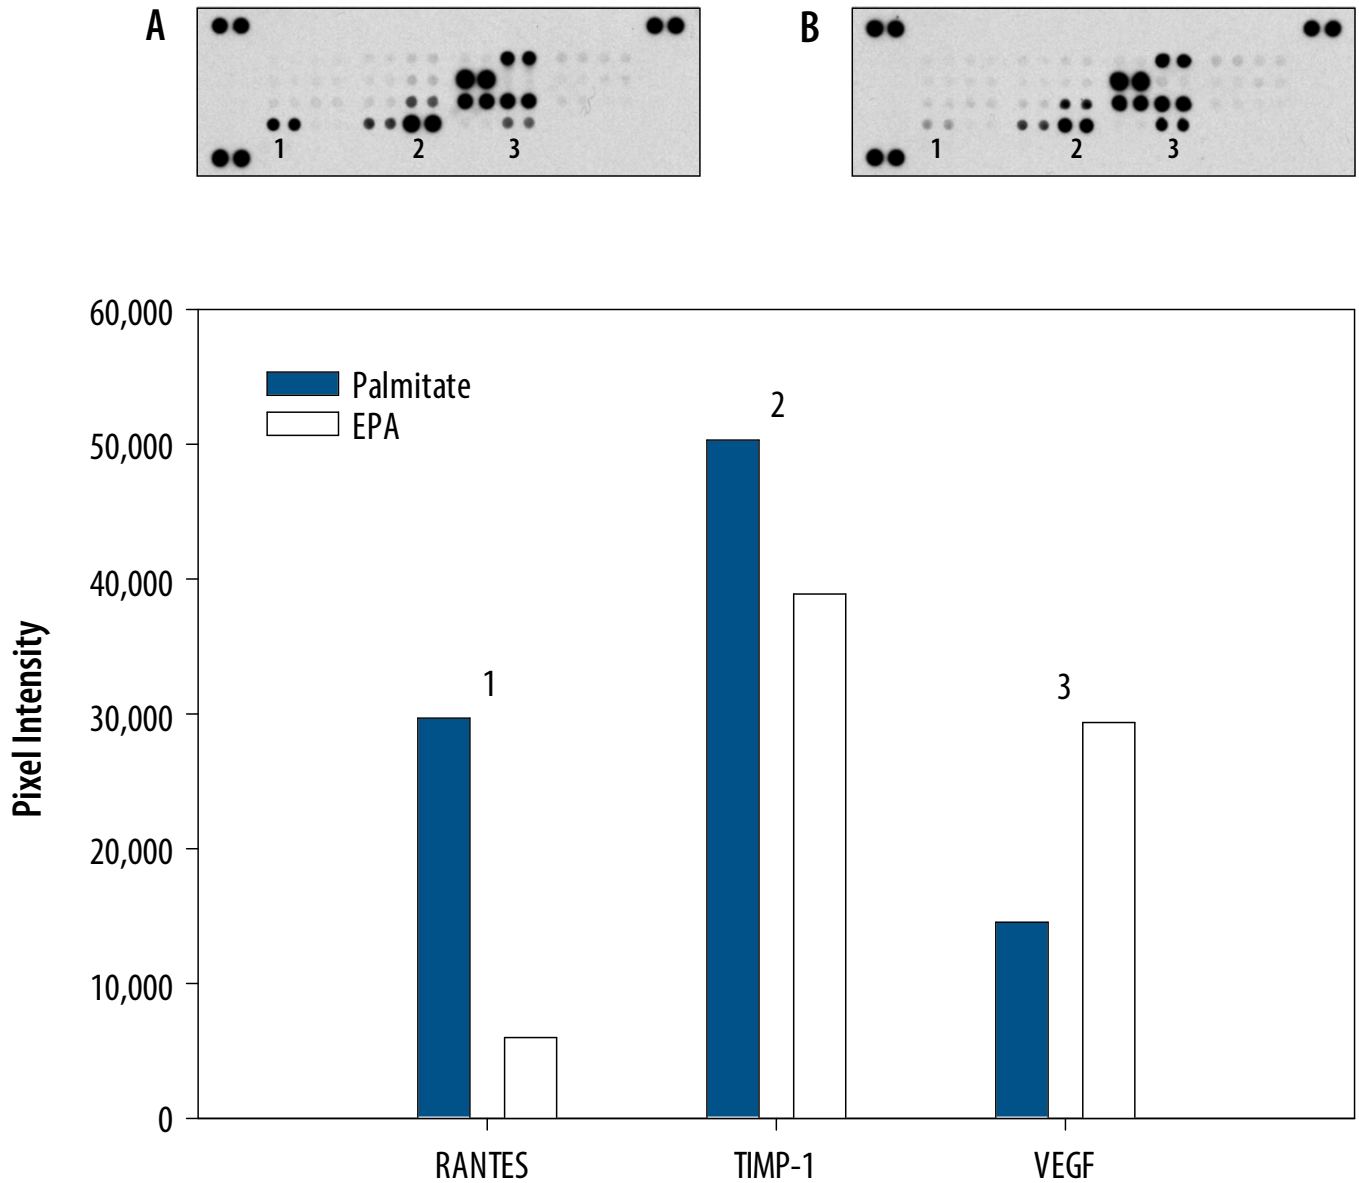 A
B
1 2 3
1 2 3
60,000
50,000
40,000
30,000
20,000
10,000
0
Pixel Intensity
Palmitate
EPA
1
2
3
RANTES
TIMP-1
VEGF